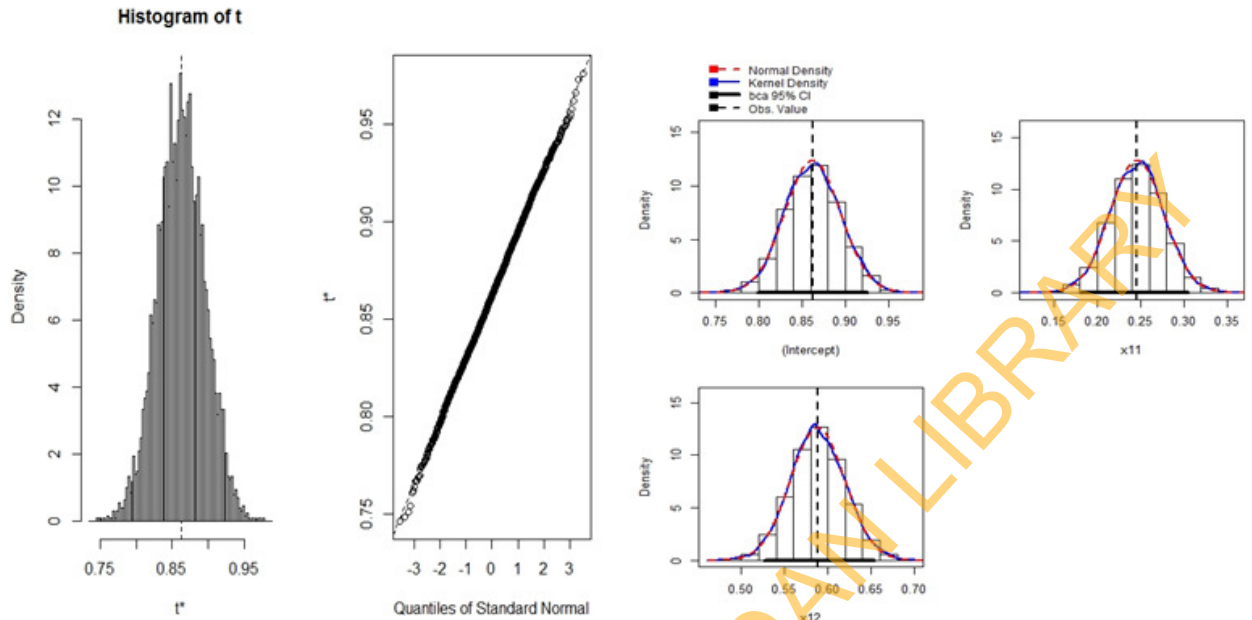 Histogram of t
Density
12
10
8
6
4
2
0
0.75
0.85
0.95
t*
t*
0.95
0.90
0.85
0.80
0.75
-3 -2 -1 0 1 2 3
Quantiles of Standard Normal
Normal Density
Kernel Density
bca 95% CI
Obs. Value
Density
15
10
5
0
0.75 0.80 0.85 0.90 0.95
(Intercept)
Density
15
10
5
0
0.15 0.20 0.25 0.30 0.35
x11
Density
15
10
5
0
0.50 0.55 0.60 0.65 0.70
x12
DAN LIBRARY